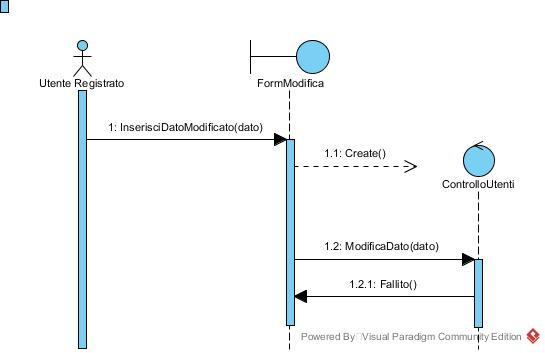 Utente Registrato
FormModifica
1: InserisciDatoModificato(dato)
1.1: Create()
ControlloUtenti
1.2: ModificaDato(dato)
1.2.1: Fallito()
Powered By Visual Paradigm Community Edition